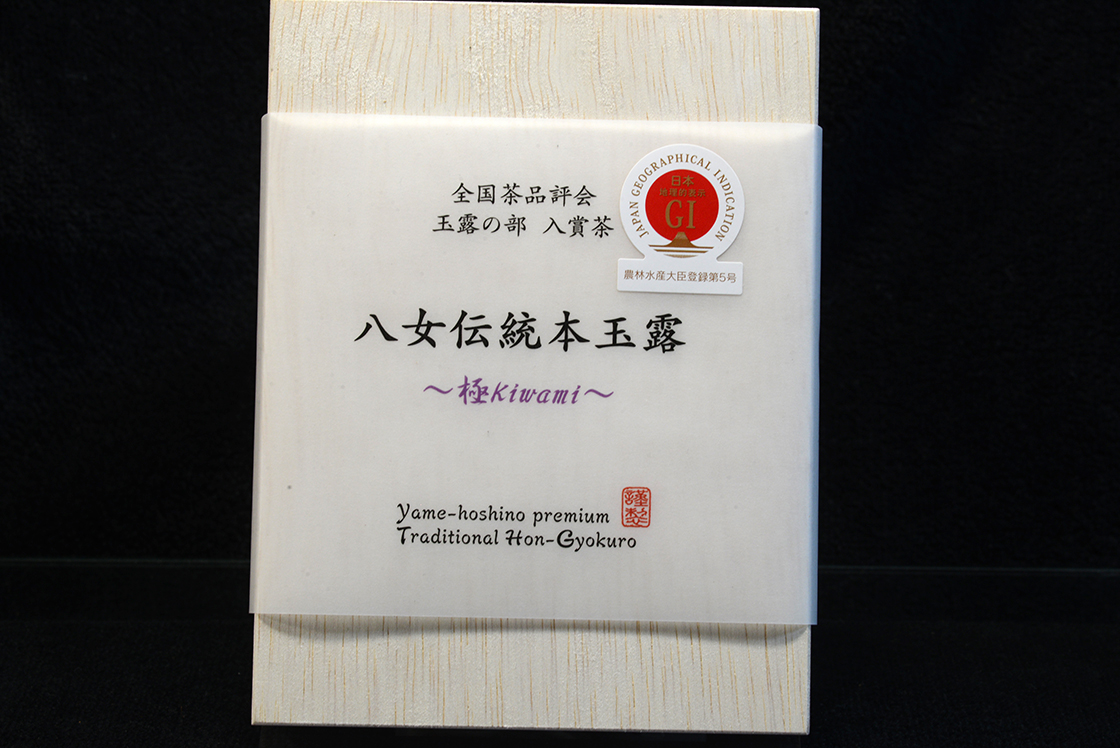 全国茶品評会
玉露の部 入賞茶
JAPAN GEOGRAPHICAL INDICATION
日本
地理的表示
GI
農林水産大臣登録第5号
八女伝統本玉露
～極Kiwami～
Yame-hoshino premium
Traditional Hon-Gyokuro
謹製